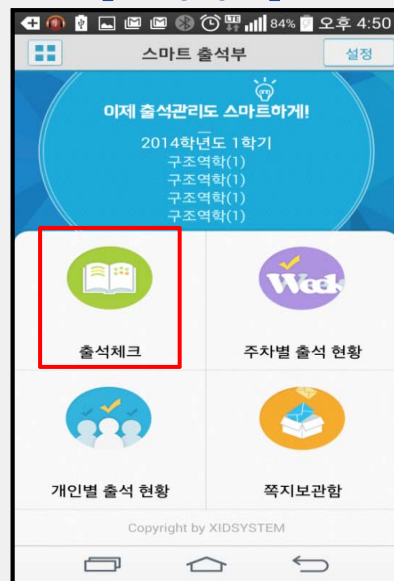 84% 오후 4:50
스마트 출석부
설정
이제 출석관리도 스마트하게!
2014학년도 1학기
구조역학(1)
구조역학(1)
구조역학(1)
구조역학(1)
Week
출석체크
주차별 출석 현황
개인별 출석 현황
쪽지보관함
Copyright by XIDSYSTEM